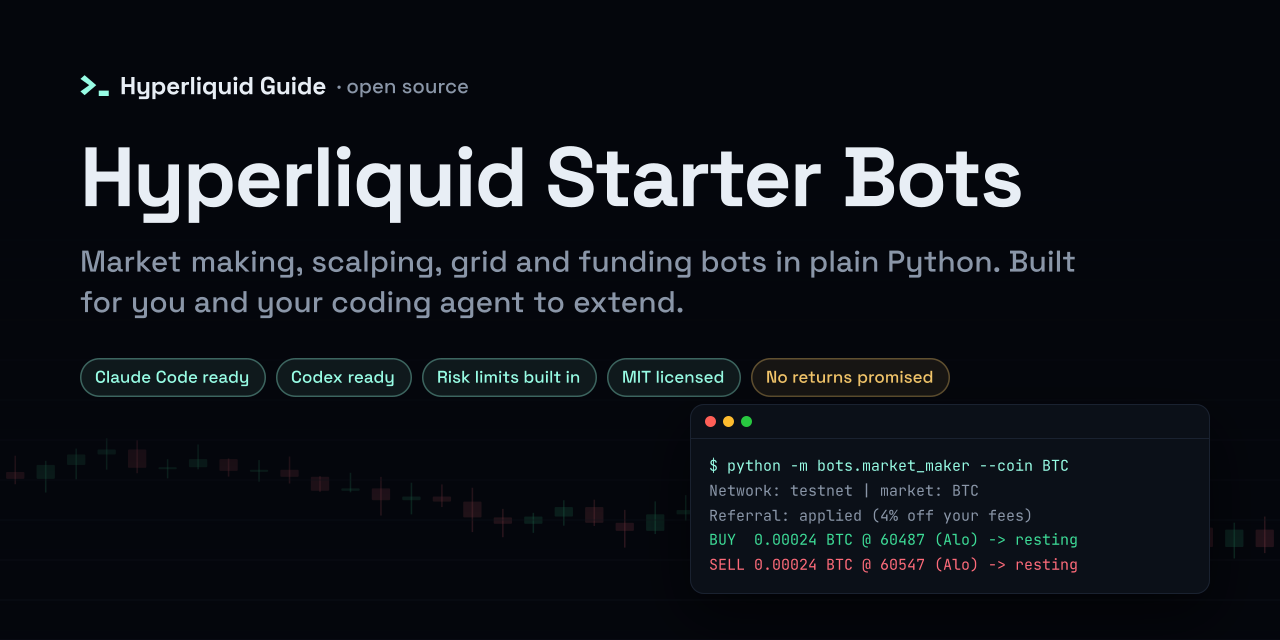 Hyperliquid Guide · open source
Hyperliquid Starter Bots
Market making, scalping, grid and funding bots in plain Python. Built
for you and your coding agent to extend.
Claude Code ready
Codex ready
Risk limits built in
MIT licensed
No returns promised
$ python -m bots.market_maker --coin BTC
Network: testnet | market: BTC
Referral: applied (4% off your fees)
BUY  0.00024 BTC @ 60487 (Alo) -> resting
SELL 0.00024 BTC @ 60547 (Alo) -> resting